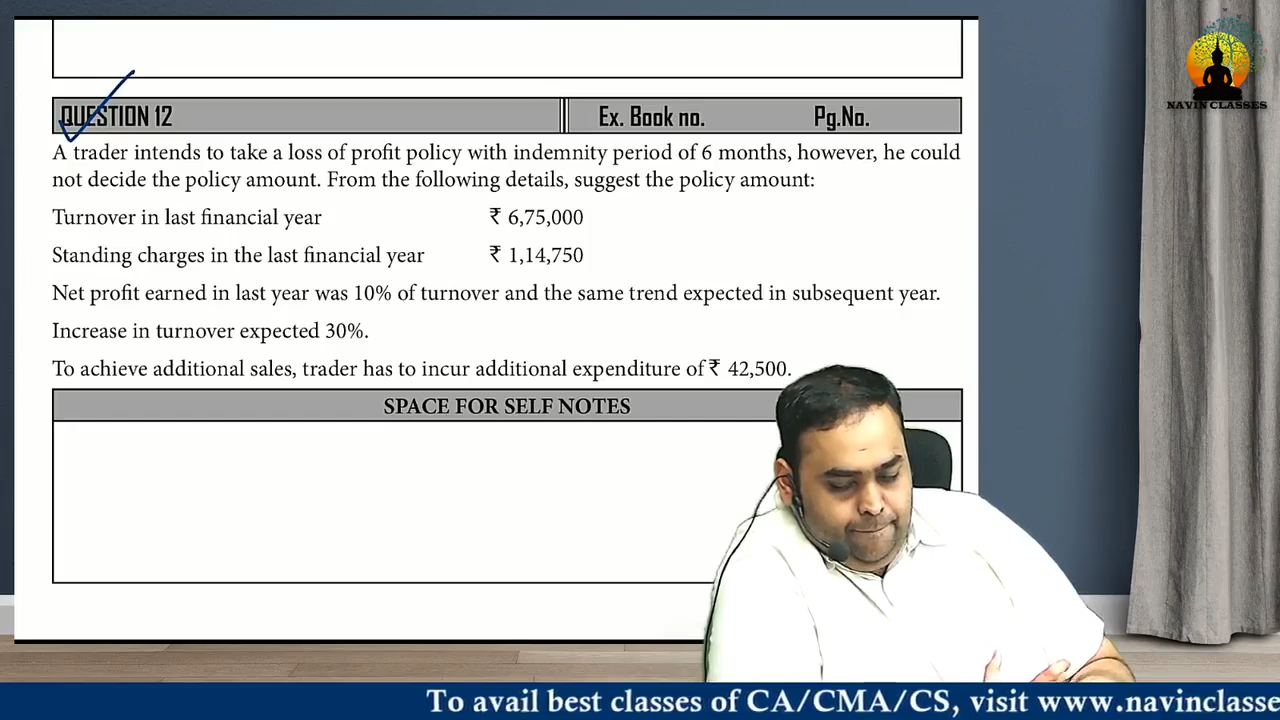 NAVIN CLASSES
QUESTION 12 Ex. Book no. Pg.No.
A trader intends to take a loss of profit policy with indemnity period of 6 months, however, he could
not decide the policy amount. From the following details, suggest the policy amount:
Turnover in last financial year ₹ 6,75,000
Standing charges in the last financial year ₹ 1,14,750
Net profit earned in last year was 10% of turnover and the same trend expected in subsequent year.
Increase in turnover expected 30%.
To achieve additional sales, trader has to incur additional expenditure of ₹ 42,500.
SPACE FOR SELF NOTES
To avail best classes of CA/CMA/CS, visit www.navinclasse